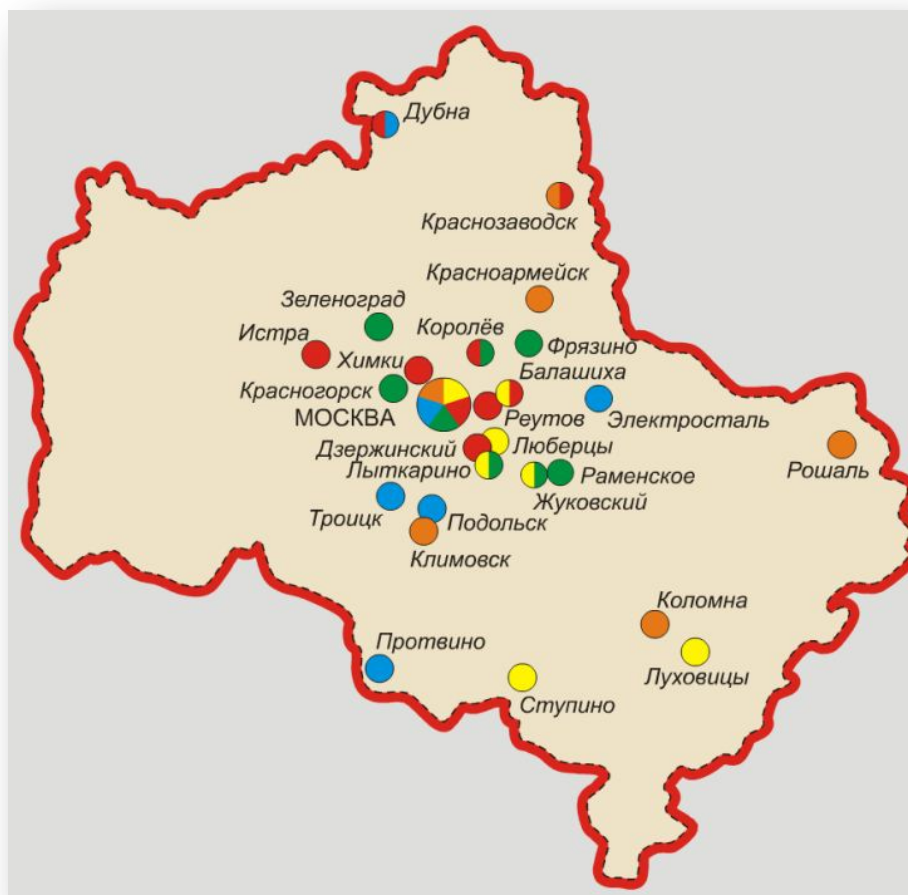 Дубна
Краснозаводск
Красноармейск
Зеленоград
Истра
Королёв
Фрязино
Химки
Балашиха
Красногорск
МОСКВА
Реутов
Электросталь
Дзержинский
Люберцы
Лыткарино
Раменское
Рошаль
Жуковский
Троицк
Подольск
Климовск
Коломна
Протвино
Луховицы
Ступино